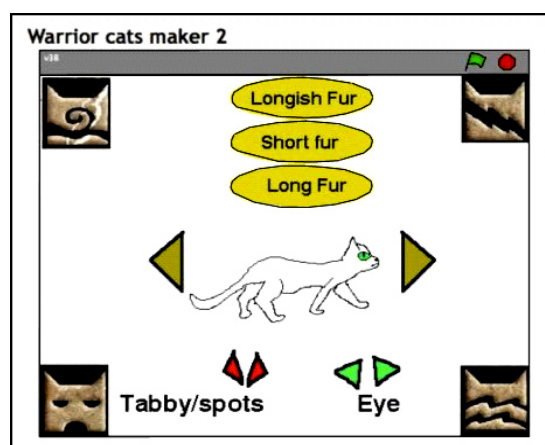 Warrior cats maker 2
v38
Longish Fur
Short fur
Long Fur
Tabby/spots Eye